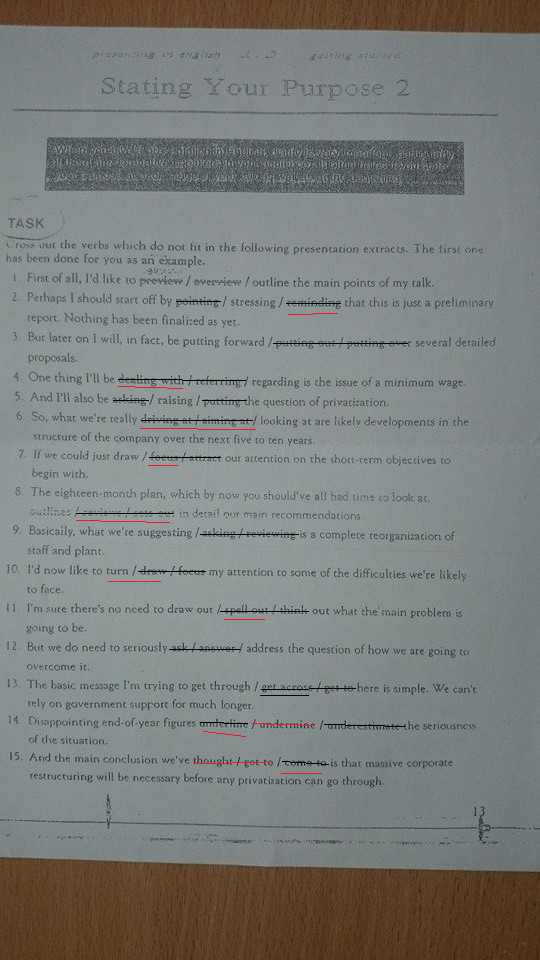 presenting in english 1.3 getting started
Stating Your Purpose 2
TASK
Cross out the verbs which do not fit in the following presentation extracts. The first one
has been done for you as an example.
1. First of all, I'd like to preview / overview / outline the main points of my talk.
2. Perhaps I should start off by pointing / stressing / reminding that this is just a preliminary
report. Nothing has been finalized as yet.
3. But later on I will, in fact, be putting forward / putting out / putting over several detailed
proposals.
4. One thing I'll be dealing with / referring / regarding is the issue of a minimum wage.
5. And I'll also be asking / raising / putting the question of privatization.
6. So, what we're really driving at / aiming at / looking at are likely developments in the
structure of the company over the next five to ten years.
7. If we could just draw / focus / attract our attention on the short-term objectives to
begin with.
8. The eighteen-month plan, which by now you should've all had time to look at,
outlines / reviews / sets out in detail our main recommendations.
9. Basically, what we're suggesting / asking / reviewing is a complete reorganization of
staff and plant.
10. I'd now like to turn / draw / focus my attention to some of the difficulties we're likely
to face.
11. I'm sure there's no need to draw out / spell out / think out what the main problem is
going to be.
12. But we do need to seriously ask / answer / address the question of how we are going to
overcome it.
13. The basic message I'm trying to get through / get across / get to here is simple. We can't
rely on government support for much longer.
14. Disappointing end-of-year figures underline / undermine / underestimate the seriousness
of the situation.
15. And the main conclusion we've thought / got to / come to is that massive corporate
restructuring will be necessary before any privatization can go through.
13